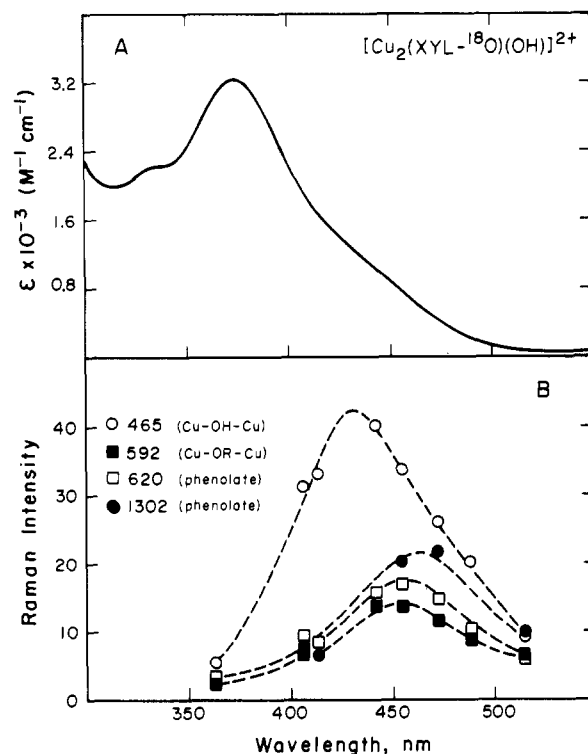 A
[Cu₂(XYL-¹⁸O)(OH)]²⁺
3.2
2.4
1.6
0.8
ε x 10⁻³ (M⁻¹ cm⁻¹)
B
40
30
20
10
0
Raman Intensity
○ 465 (Cu-OH-Cu)
■ 592 (Cu-OR-Cu)
□ 620 (phenolate)
● 1302 (phenolate)
350 400 450 500
Wavelength, nm